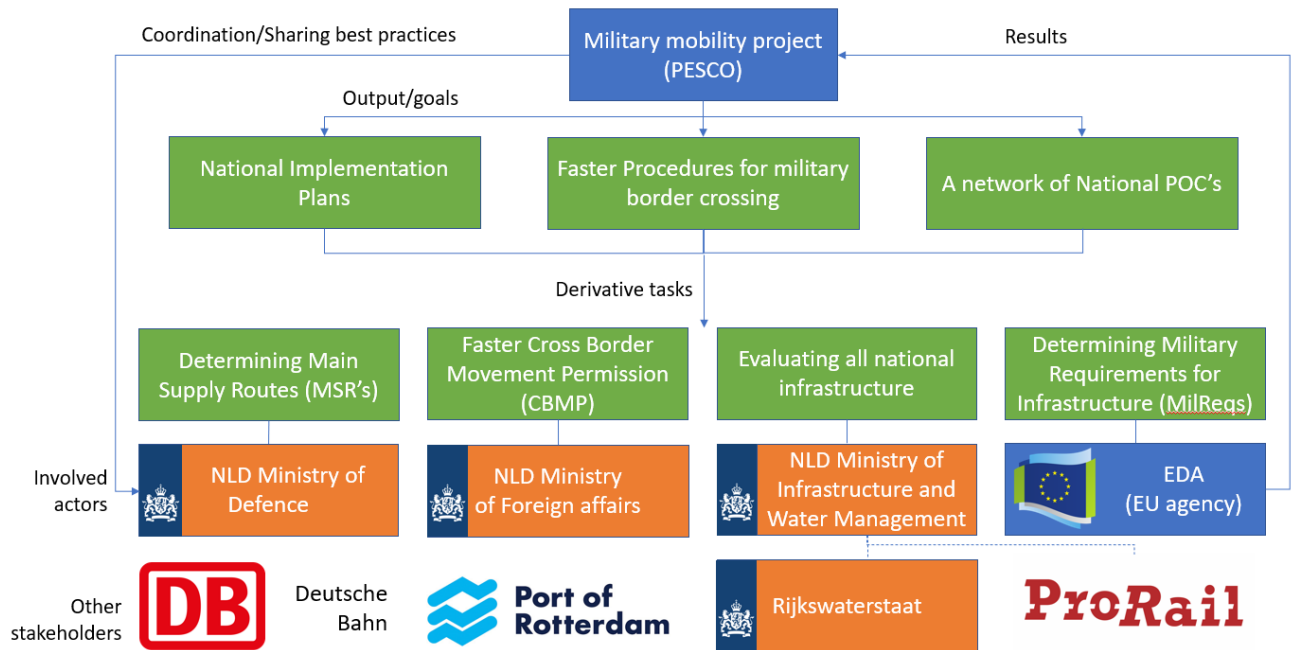 Coordination/Sharing best practices
Military mobility project
(PESCO)
Results
Output/goals
National Implementation
Plans
Faster Procedures for military
border crossing
A network of National POC's
Derivative tasks
Determining Main
Supply Routes (MSR's)
Faster Cross Border
Movement Permission
(CBMP)
Evaluating all national
infrastructure
Determining Military
Requirements for
Infrastructure (MilReqs)
Involved
actors
NLD Ministry of
Defence
NLD Ministry
of Foreign affairs
NLD Ministry of
Infrastructure and
Water Management
EDA
(EU agency)
Other
stakeholders
DB
Deutsche
Bahn
Port of
Rotterdam
Rijkswaterstaat
ProRail